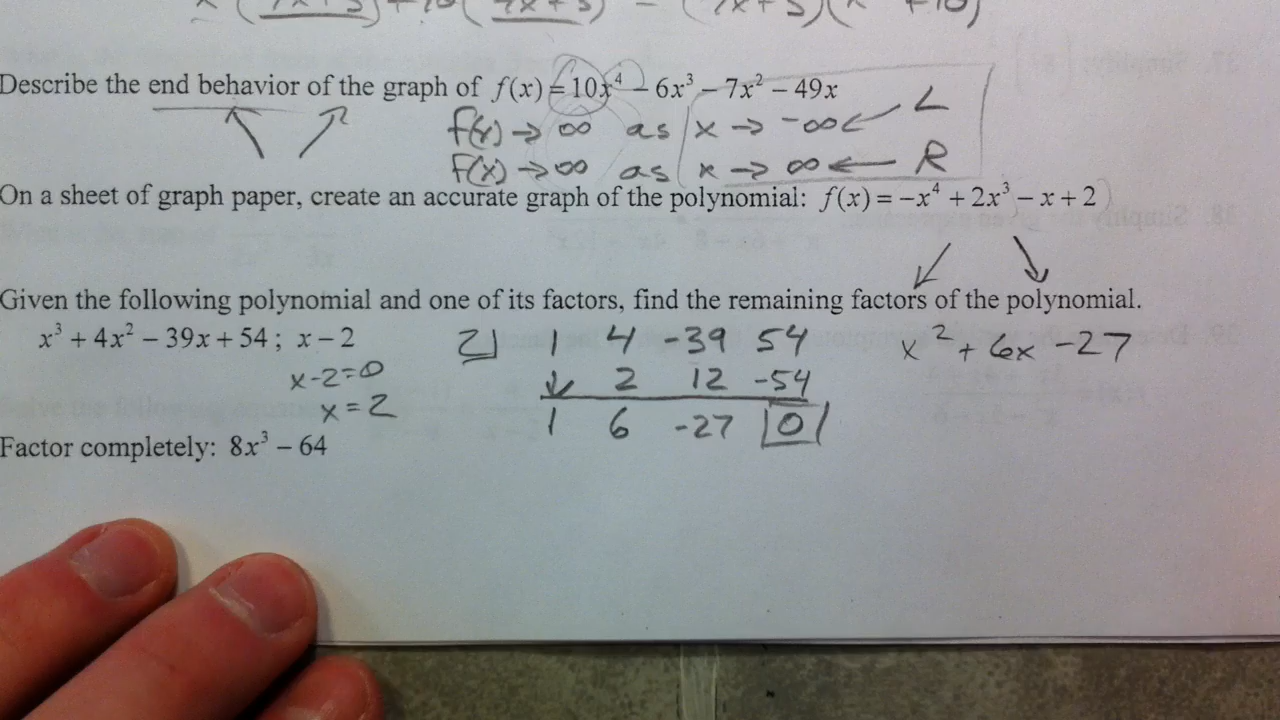 Describe the end behavior of the graph of f(x) = 10x⁴ − 6x³ − 7x² − 49x
f(x) → ∞ as x → -∞ ← L
f(x) → ∞ as x → ∞ ← R
On a sheet of graph paper, create an accurate graph of the polynomial: f(x) = −x⁴ + 2x³ − x + 2
Given the following polynomial and one of its factors, find the remaining factors of the polynomial.
x³ + 4x² − 39x + 54 ; x − 2
2 | 1 4 -39 54
x² + 6x - 27
x-2=0
↓ 2 12 -54
x = 2
1 6 -27 0
Factor completely: 8x³ − 64